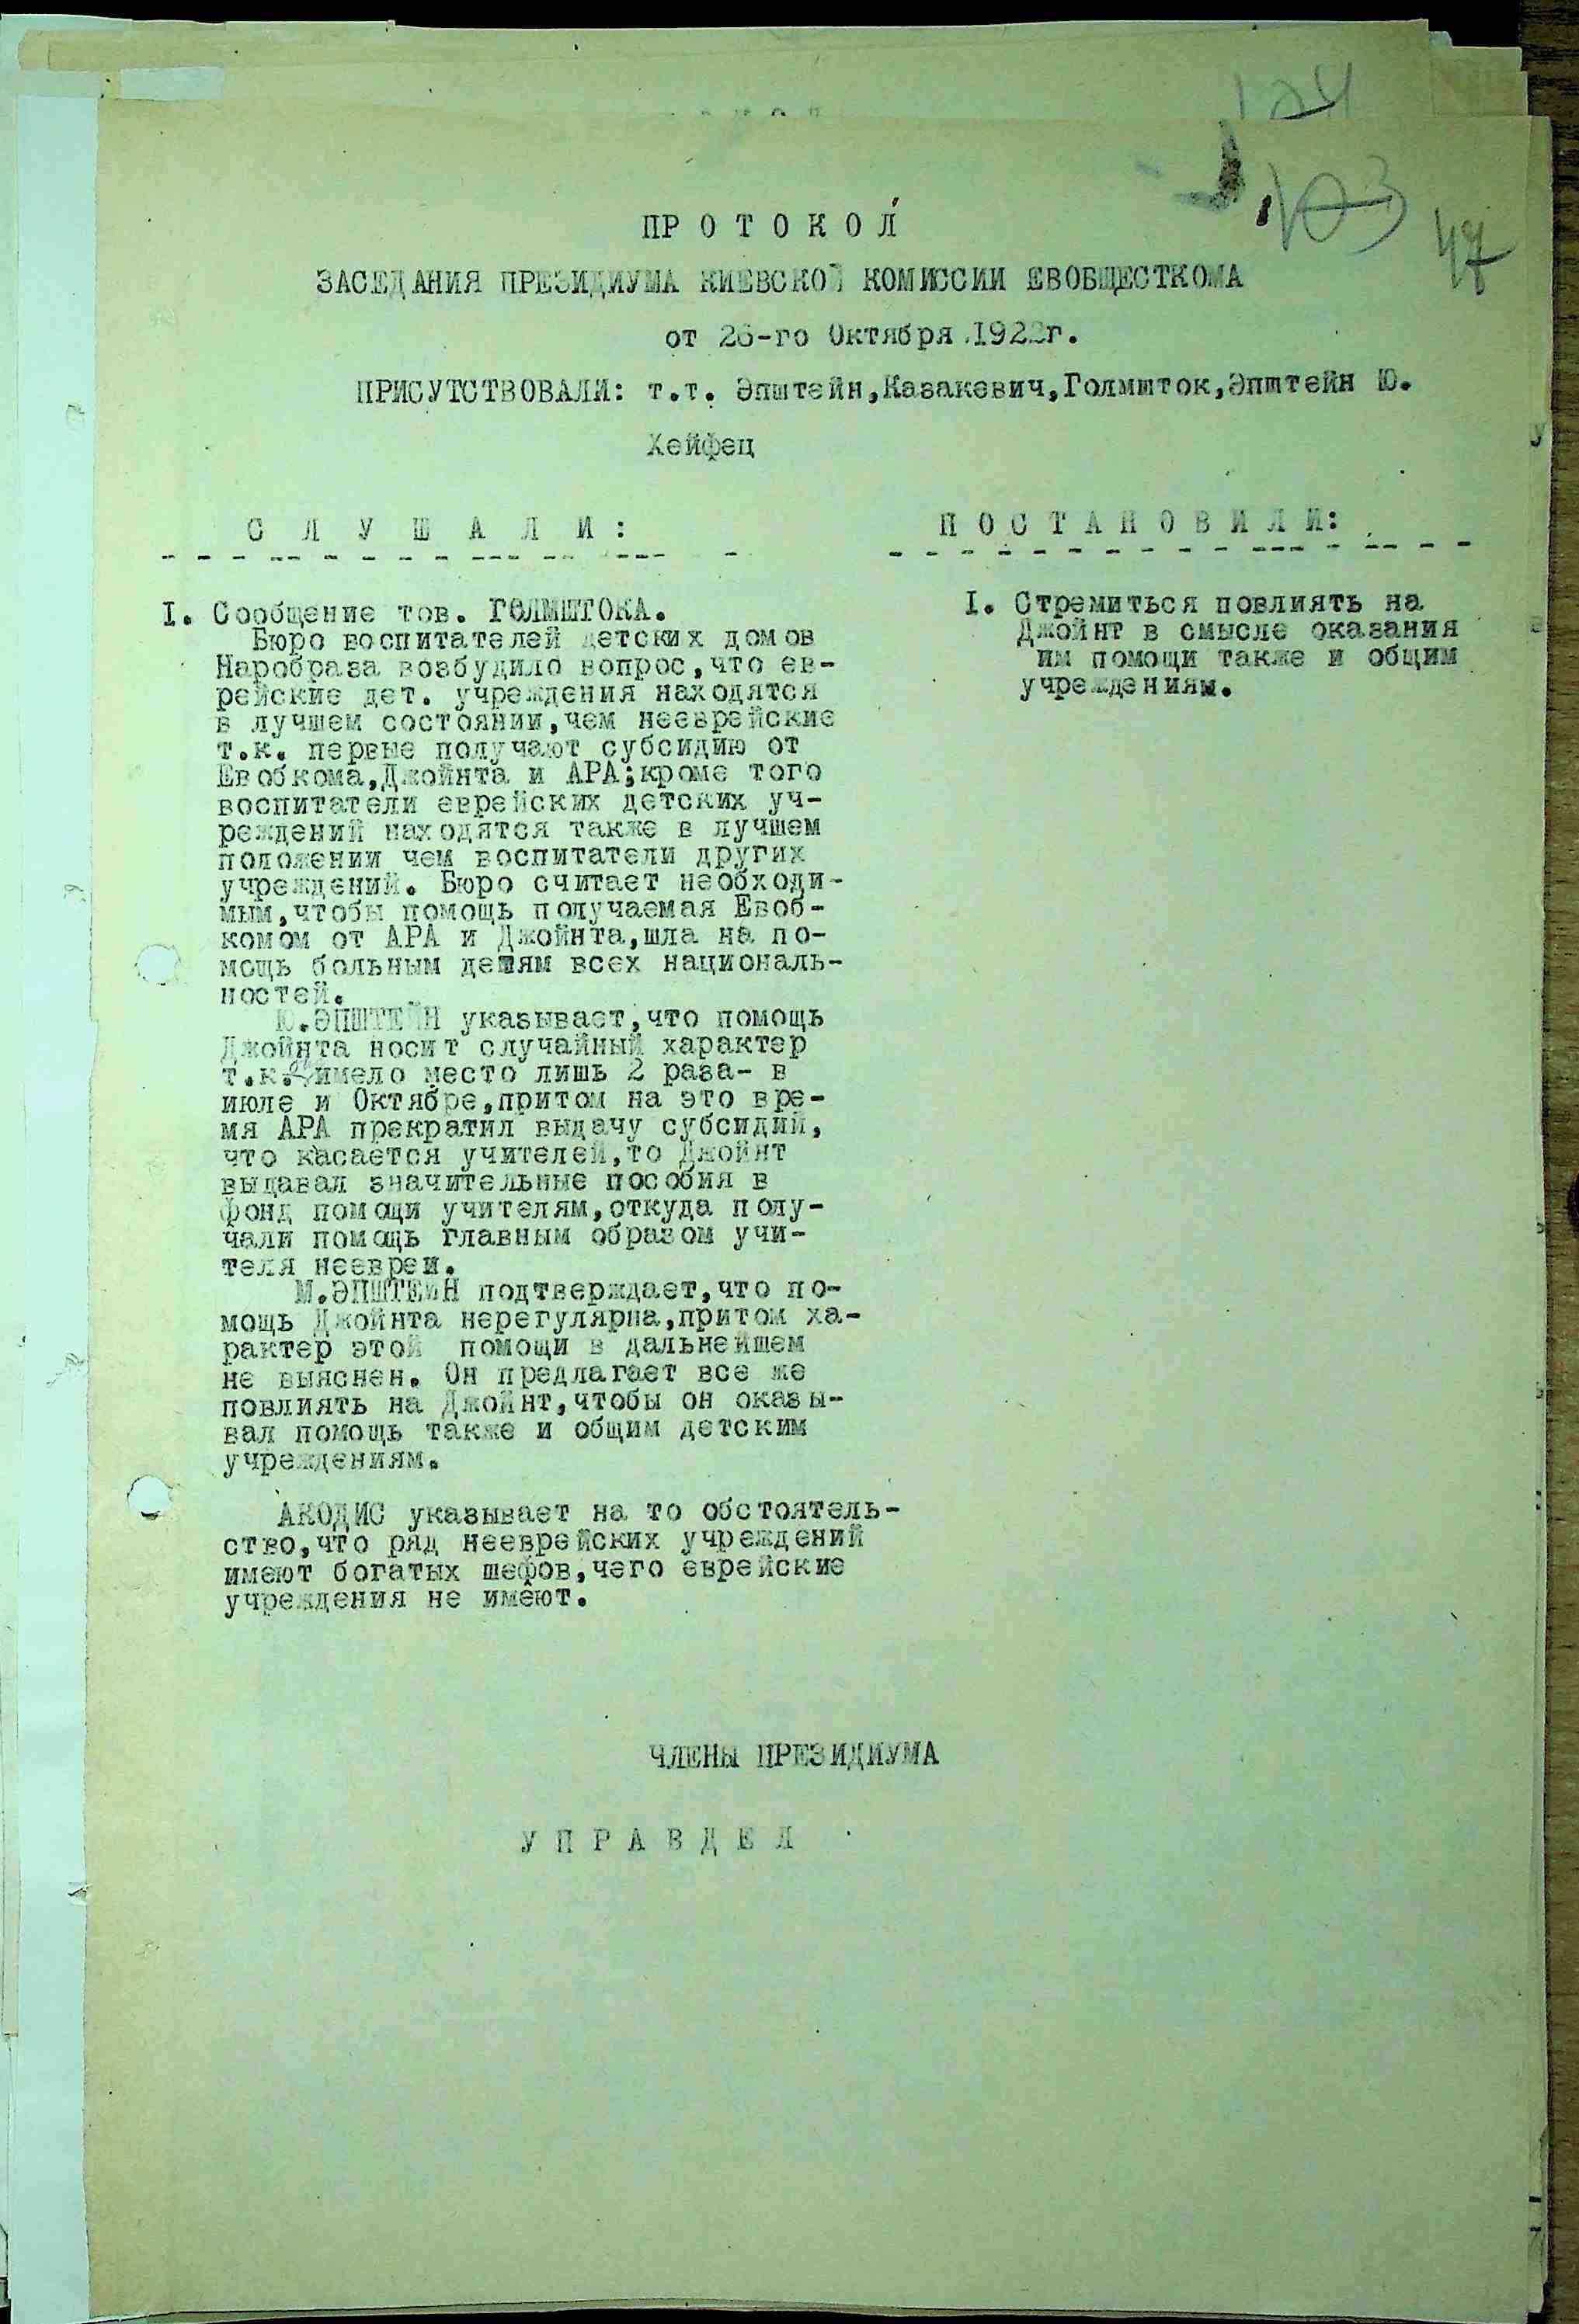 124
103
47
ПР О Т О К О Л
ЗАСЕДАНИЯ ПРЕЗИДИУМА КИЕВСКОЙ КОМИССИИ ЕВОБЩЕСТКОМА
от 26-го Октября 1922г.
ПРИСУТСТВОВАЛИ: т.т. Эпштейн,Казакевич,Голмшток,Эпштейн Ю.
Хейфец
С Л У Ш А Л И :
I. Сообщение тов. ГОЛМШТОКА.
Бюро воспитателей детских домов
Наробраза возбудило вопрос,что ев-
рейские дет. учреждения находятся
в лучшем состоянии,чем нееврейские
т.к. первые получают субсидию от
Евобкома,Джойнта и АРА;кроме того
воспитатели еврейских детских уч-
реждений находятся также в лучшем
положении чем воспитатели других
учреждений. Бюро считает необходи-
мым,чтобы помощь получаемая Евоб-
комом от АРА и Джойнта,шла на по-
мощь больным детям всех националь-
ностей.
Ю.ЭПШТЕЙН указывает,что помощь
Джойнта носит случайный характер
т.к. имело место лишь 2 раза- в
июле и Октябре,притом на это вре-
мя АРА прекратил выдачу субсидий,
что касается учителей,то Джойнт
выдавал значительные пособия в
фонд помощи учителям,откуда полу-
чали помощь главным образом учи-
теля неевреи.
М.ЭПШТЕЙН подтверждает,что по-
мощь Джойнта нерегулярна,притом ха-
рактер этой помощи в дальнейшем
не выяснен. Он предлагает все же
повлиять на Джойнт,чтобы он оказы-
вал помощь также и общим детским
учреждениям.
АКОДИС указывает на то обстоятель-
ство,что ряд нееврейских учреждений
имеют богатых шефов,чего еврейские
учреждения не имеют.
П О С Т А Н О В И Л И:
I. Стремиться повлиять на
Джойнт в смысле оказания
им помощи также и общим
учреждениям.
ЧЛЕНЫ ПРЕЗИДИУМА
У П Р А В Д Е Л